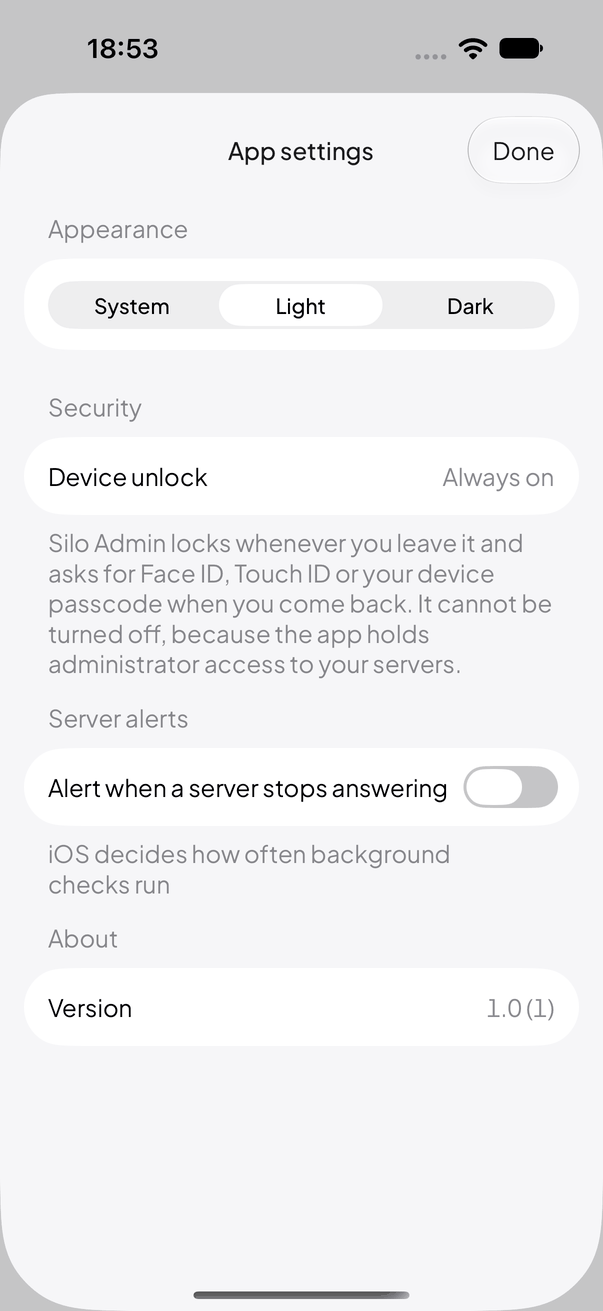 18:53
App settings
Done
Appearance
System Light Dark
Security
Device unlock Always on
Silo Admin locks whenever you leave it and
asks for Face ID, Touch ID or your device
passcode when you come back. It cannot be
turned off, because the app holds
administrator access to your servers.
Server alerts
Alert when a server stops answering
iOS decides how often background
checks run
About
Version 1.0 (1)